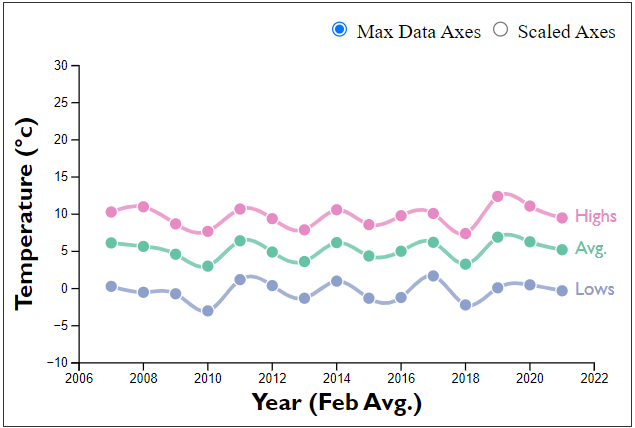 Max Data Axes Scaled Axes
30
25
20
15
10
5
0
−5
−10
Temperature (°c)
Highs
Avg.
Lows
2006 2008 2010 2012 2014 2016 2018 2020 2022
Year (Feb Avg.)